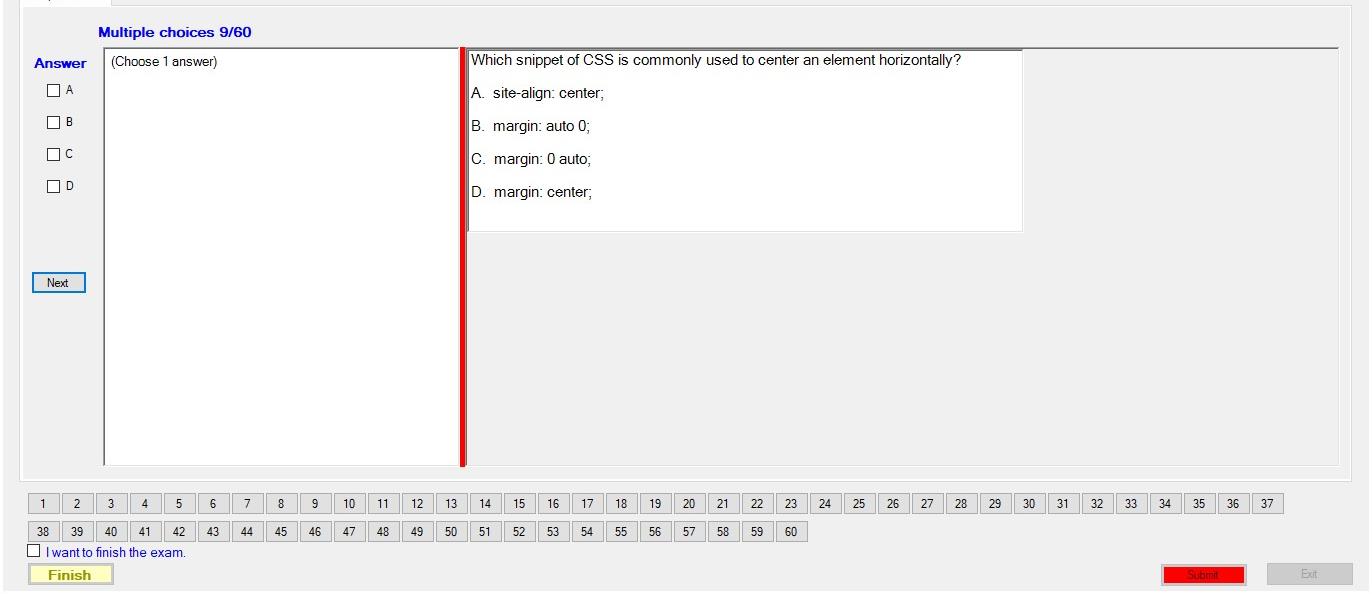 Multiple choices 9/60
Answer
(Choose 1 answer)
A
B
C
D
Next
Which snippet of CSS is commonly used to center an element horizontally?
A. site-align: center;
B. margin: auto 0;
C. margin: 0 auto;
D. margin: center;
1 2 3 4 5 6 7 8 9 10 11 12 13 14 15 16 17 18 19 20 21 22 23 24 25 26 27 28 29 30 31 32 33 34 35 36 37
38 39 40 41 42 43 44 45 46 47 48 49 50 51 52 53 54 55 56 57 58 59 60
I want to finish the exam.
Finish
Submit
Exit